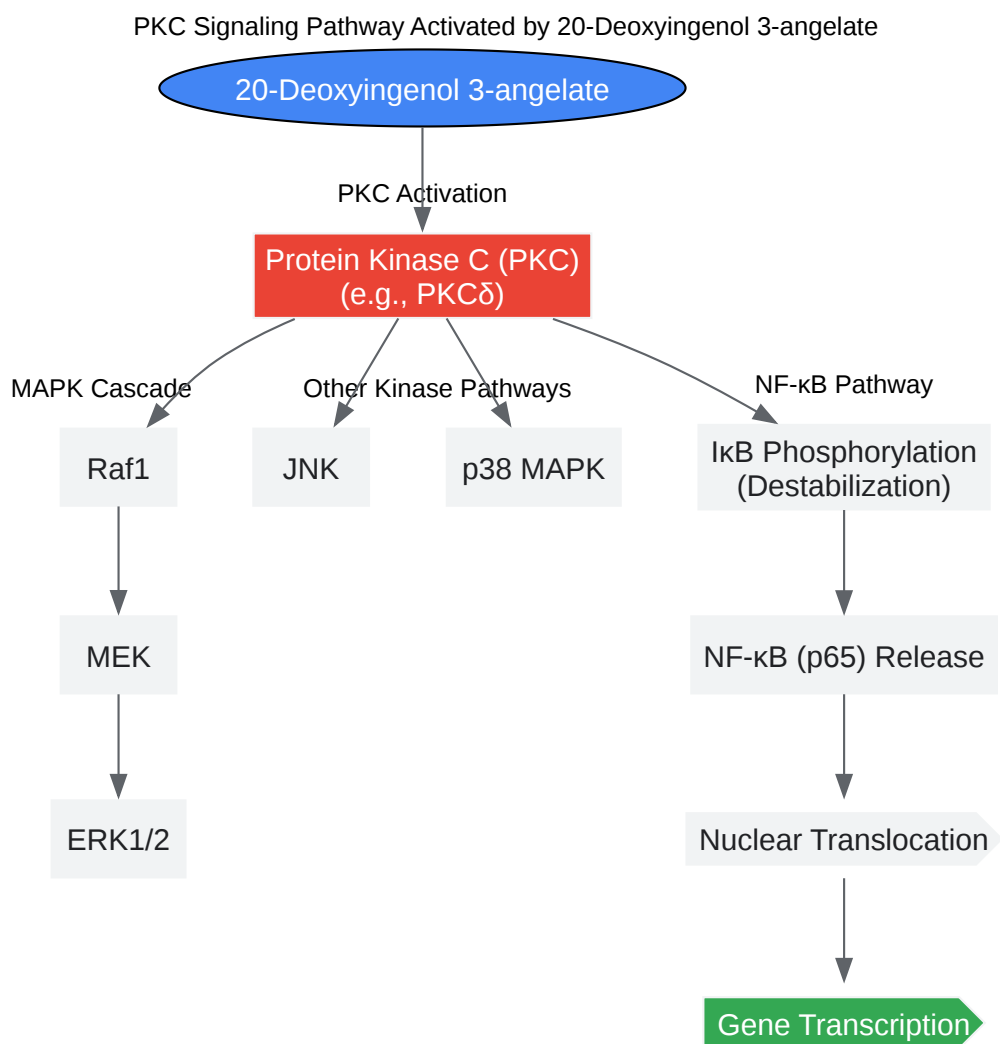 PKC Signaling Pathway Activated by 20-Deoxyingenol 3-angelate
20-Deoxyingenol 3-angelate
PKC Activation
Protein Kinase C (PKC)
(e.g., PKCδ)
MAPK Cascade
Other Kinase Pathways
NF-κB Pathway
Raf1
JNK
p38 MAPK
IκB Phosphorylation
(Destabilization)
MEK
NF-κB (p65) Release
ERK1/2
Nuclear Translocation
Gene Transcription